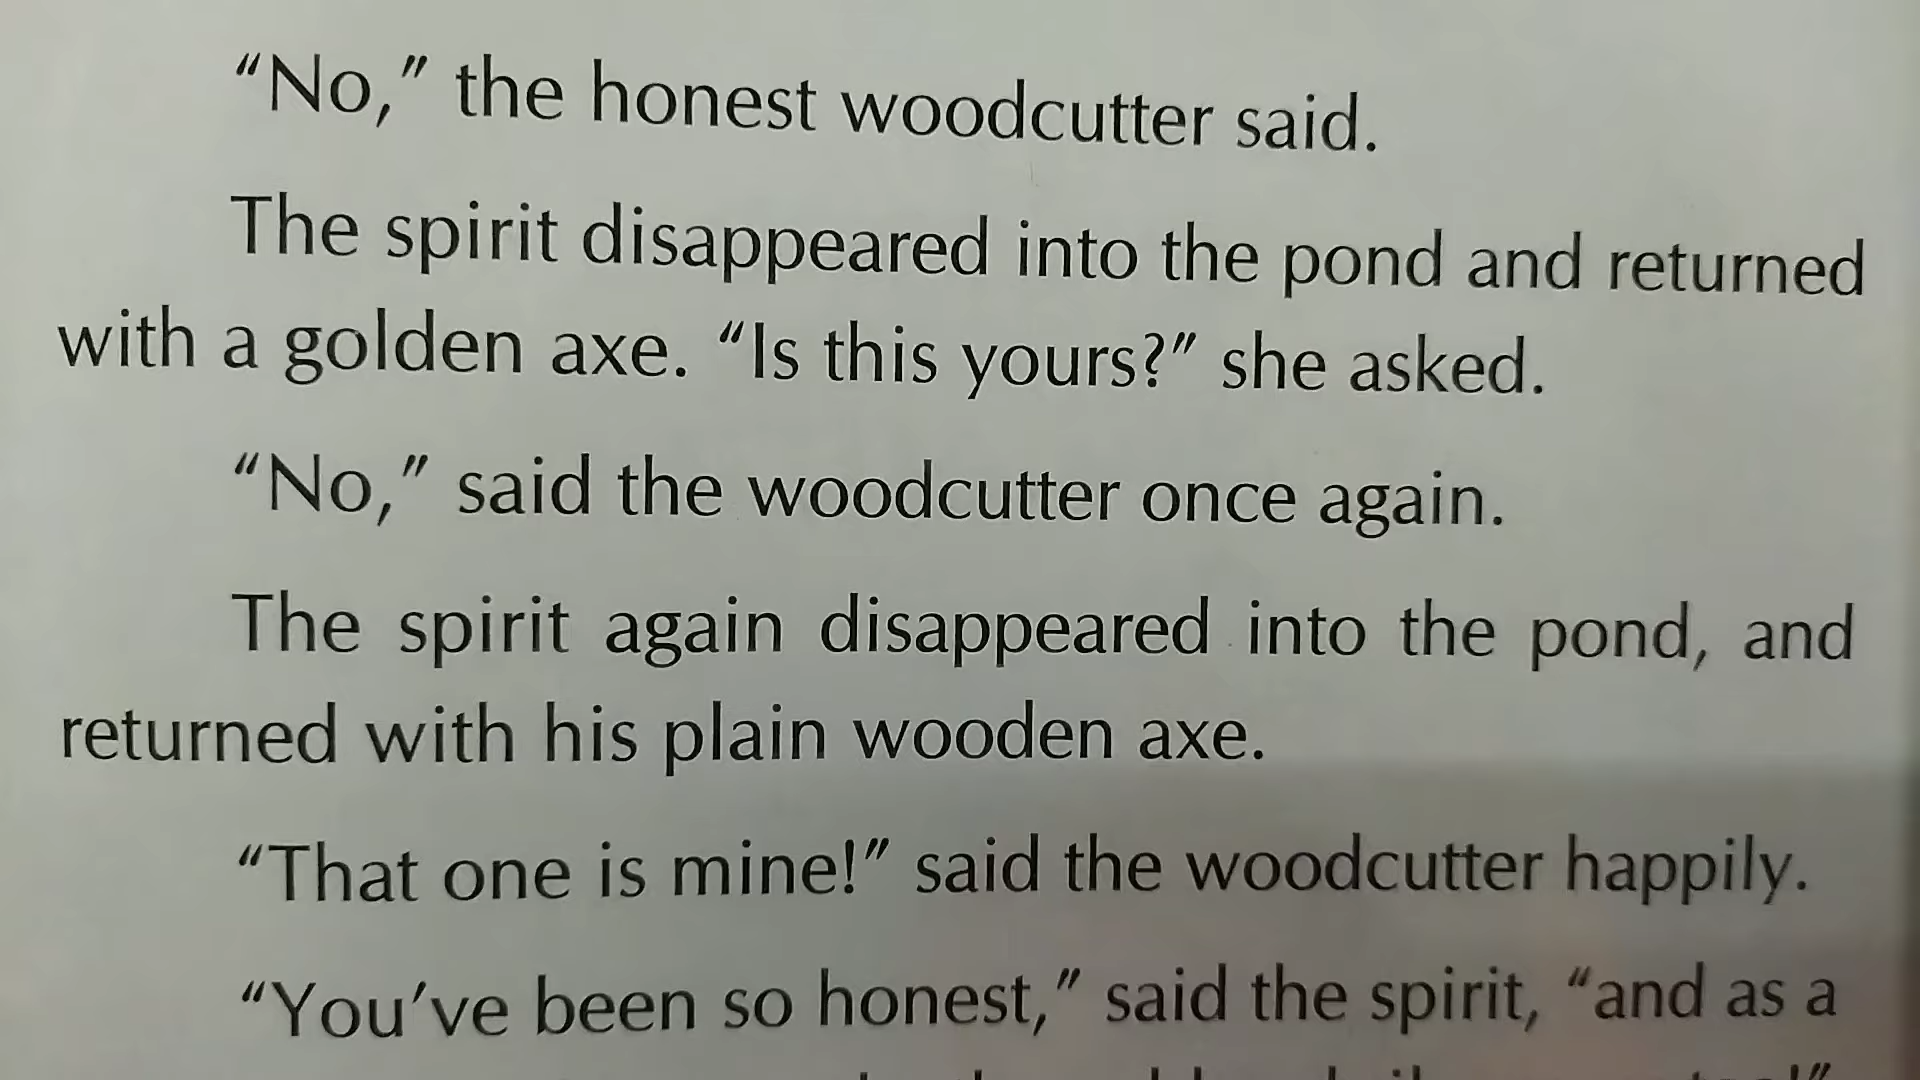 “No,” the honest woodcutter said.
The spirit disappeared into the pond and returned
with a golden axe. “Is this yours?” she asked.
“No,” said the woodcutter once again.
The spirit again disappeared into the pond, and
returned with his plain wooden axe.
“That one is mine!” said the woodcutter happily.
“You’ve been so honest,” said the spirit, “and as a